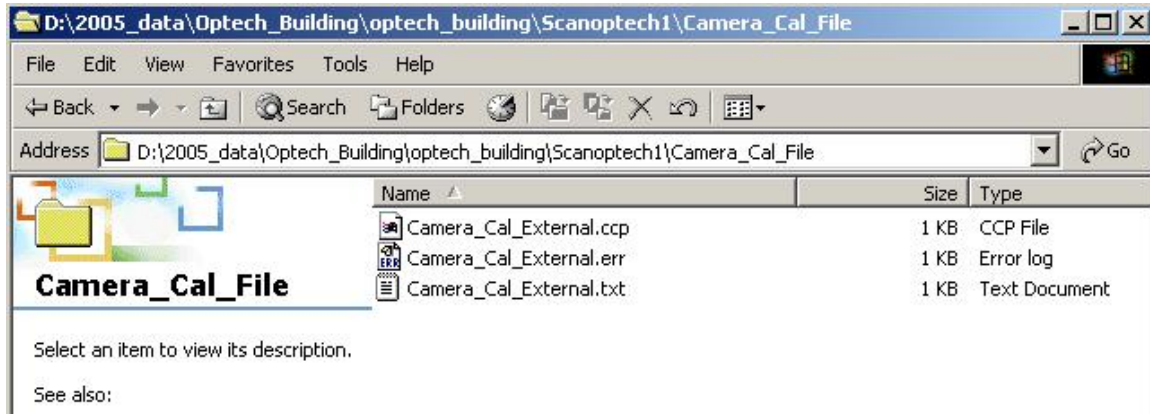 D:\2005_data\Optech_Building\optech_building\Scanoptech1\Camera_Cal_File
File Edit View Favorites Tools Help
Back Search Folders
Address D:\2005_data\Optech_Building\optech_building\Scanoptech1\Camera_Cal_File Go
Name Size Type
Camera_Cal_External.ccp 1 KB CCP File
ERR Camera_Cal_External.err 1 KB Error log
Camera_Cal_External.txt 1 KB Text Document
Camera_Cal_File
Select an item to view its description.
See also: